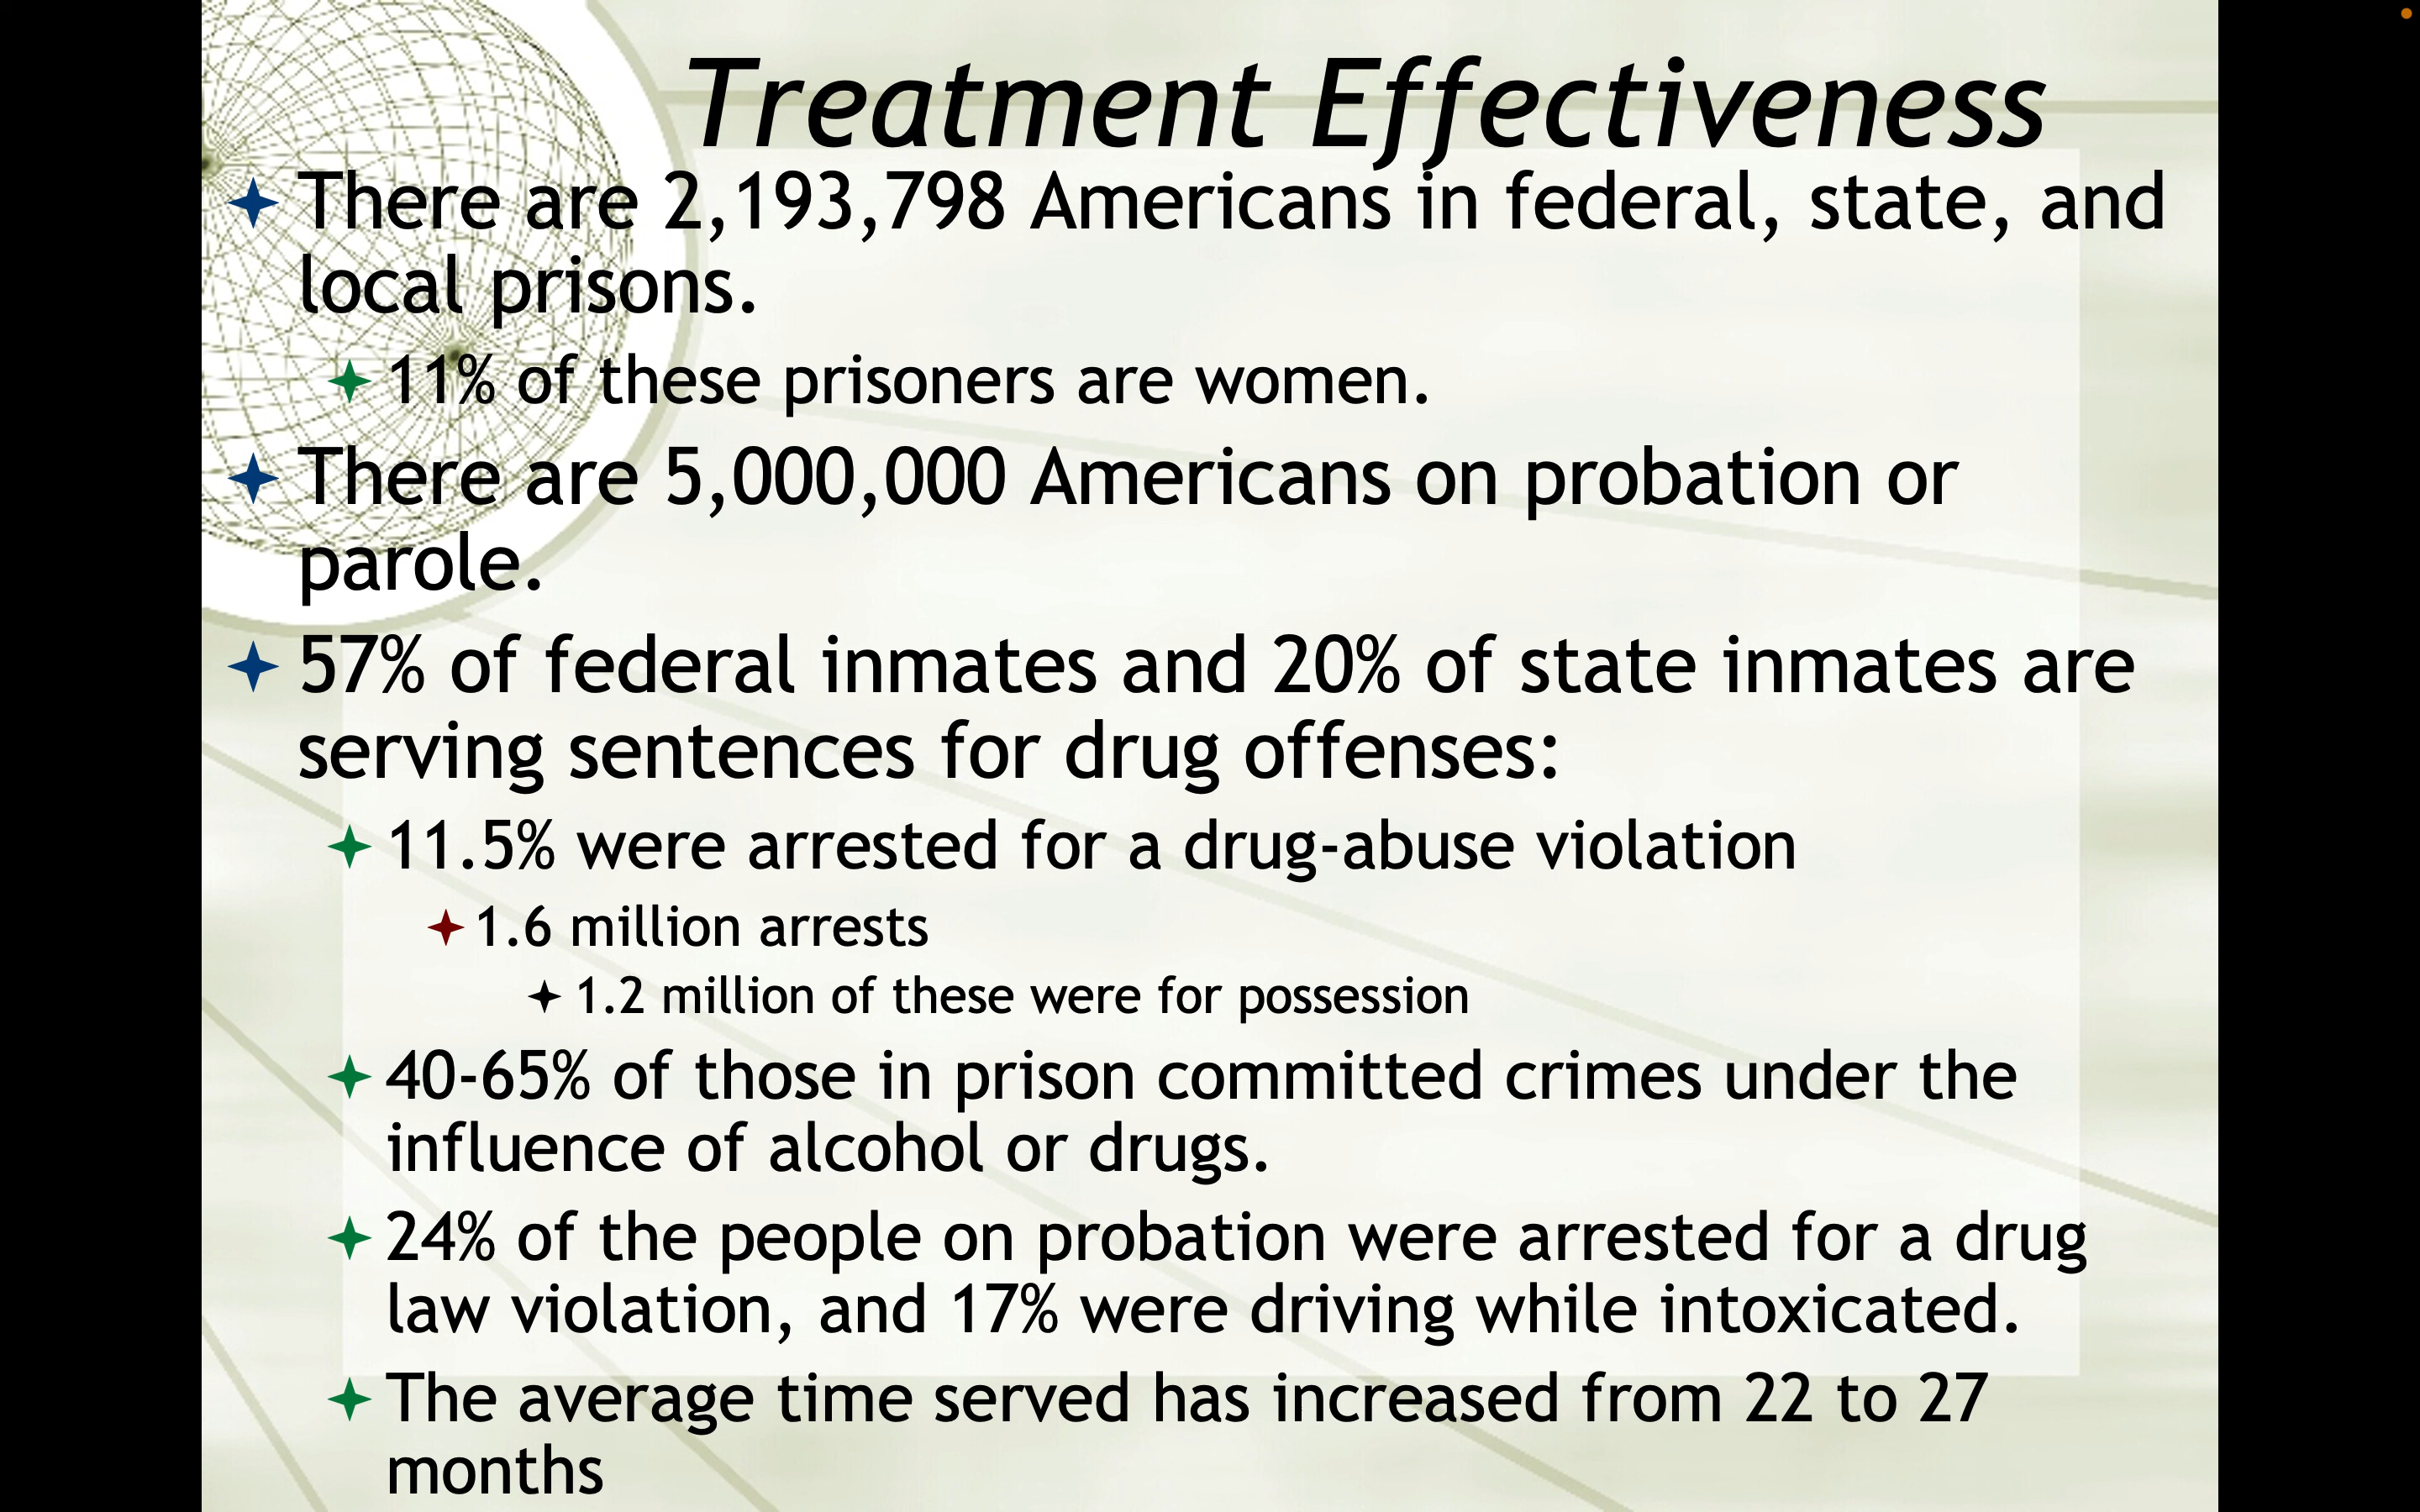 Treatment Effectiveness
There are 2,193,798 Americans in federal, state, and
local prisons.
11% of these prisoners are women.
There are 5,000,000 Americans on probation or
parole.
57% of federal inmates and 20% of state inmates are
serving sentences for drug offenses:
11.5% were arrested for a drug-abuse violation
1.6 million arrests
1.2 million of these were for possession
40-65% of those in prison committed crimes under the
influence of alcohol or drugs.
24% of the people on probation were arrested for a drug
law violation, and 17% were driving while intoxicated.
The average time served has increased from 22 to 27
months